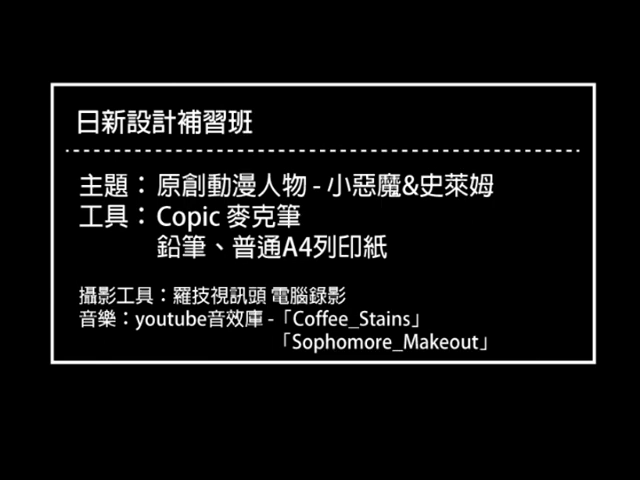 日新設計補習班
主題：原創動漫人物 - 小惡魔&史萊姆
工具：Copic 麥克筆
鉛筆、普通A4列印紙
攝影工具：羅技視訊頭 電腦錄影
音樂：youtube音效庫 -「Coffee_Stains」
「Sophomore_Makeout」